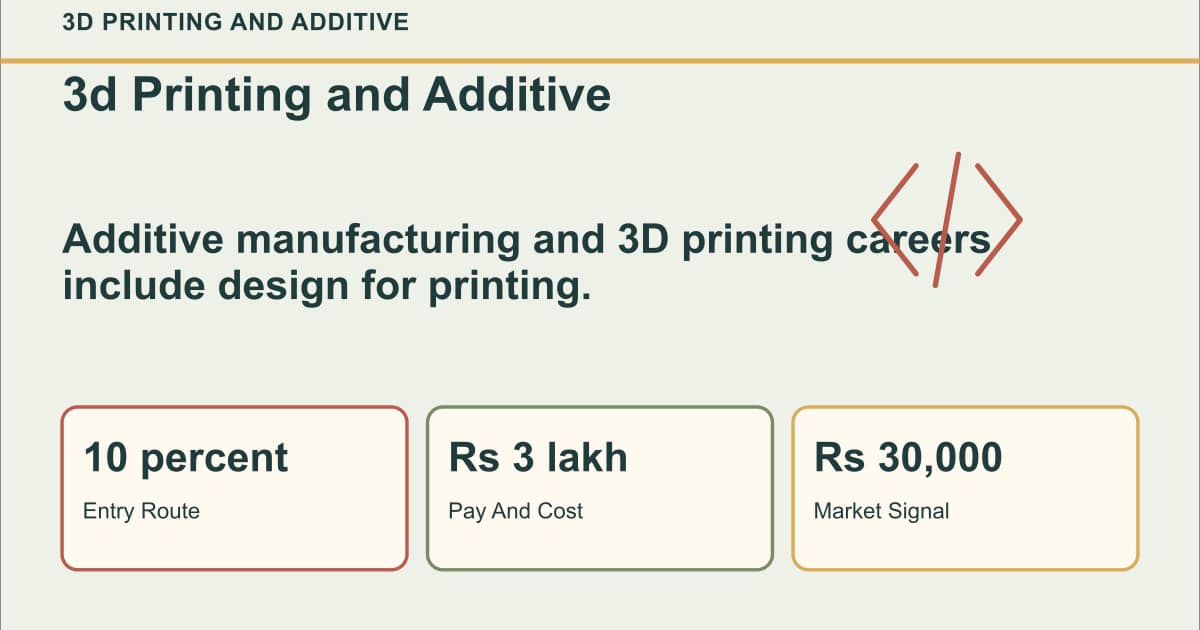 3D PRINTING AND ADDITIVE
3d Printing and Additive
Additive manufacturing and 3D printing careers
include design for printing.
10 percent
Entry Route
Rs 3 lakh
Pay And Cost
Rs 30,000
Market Signal